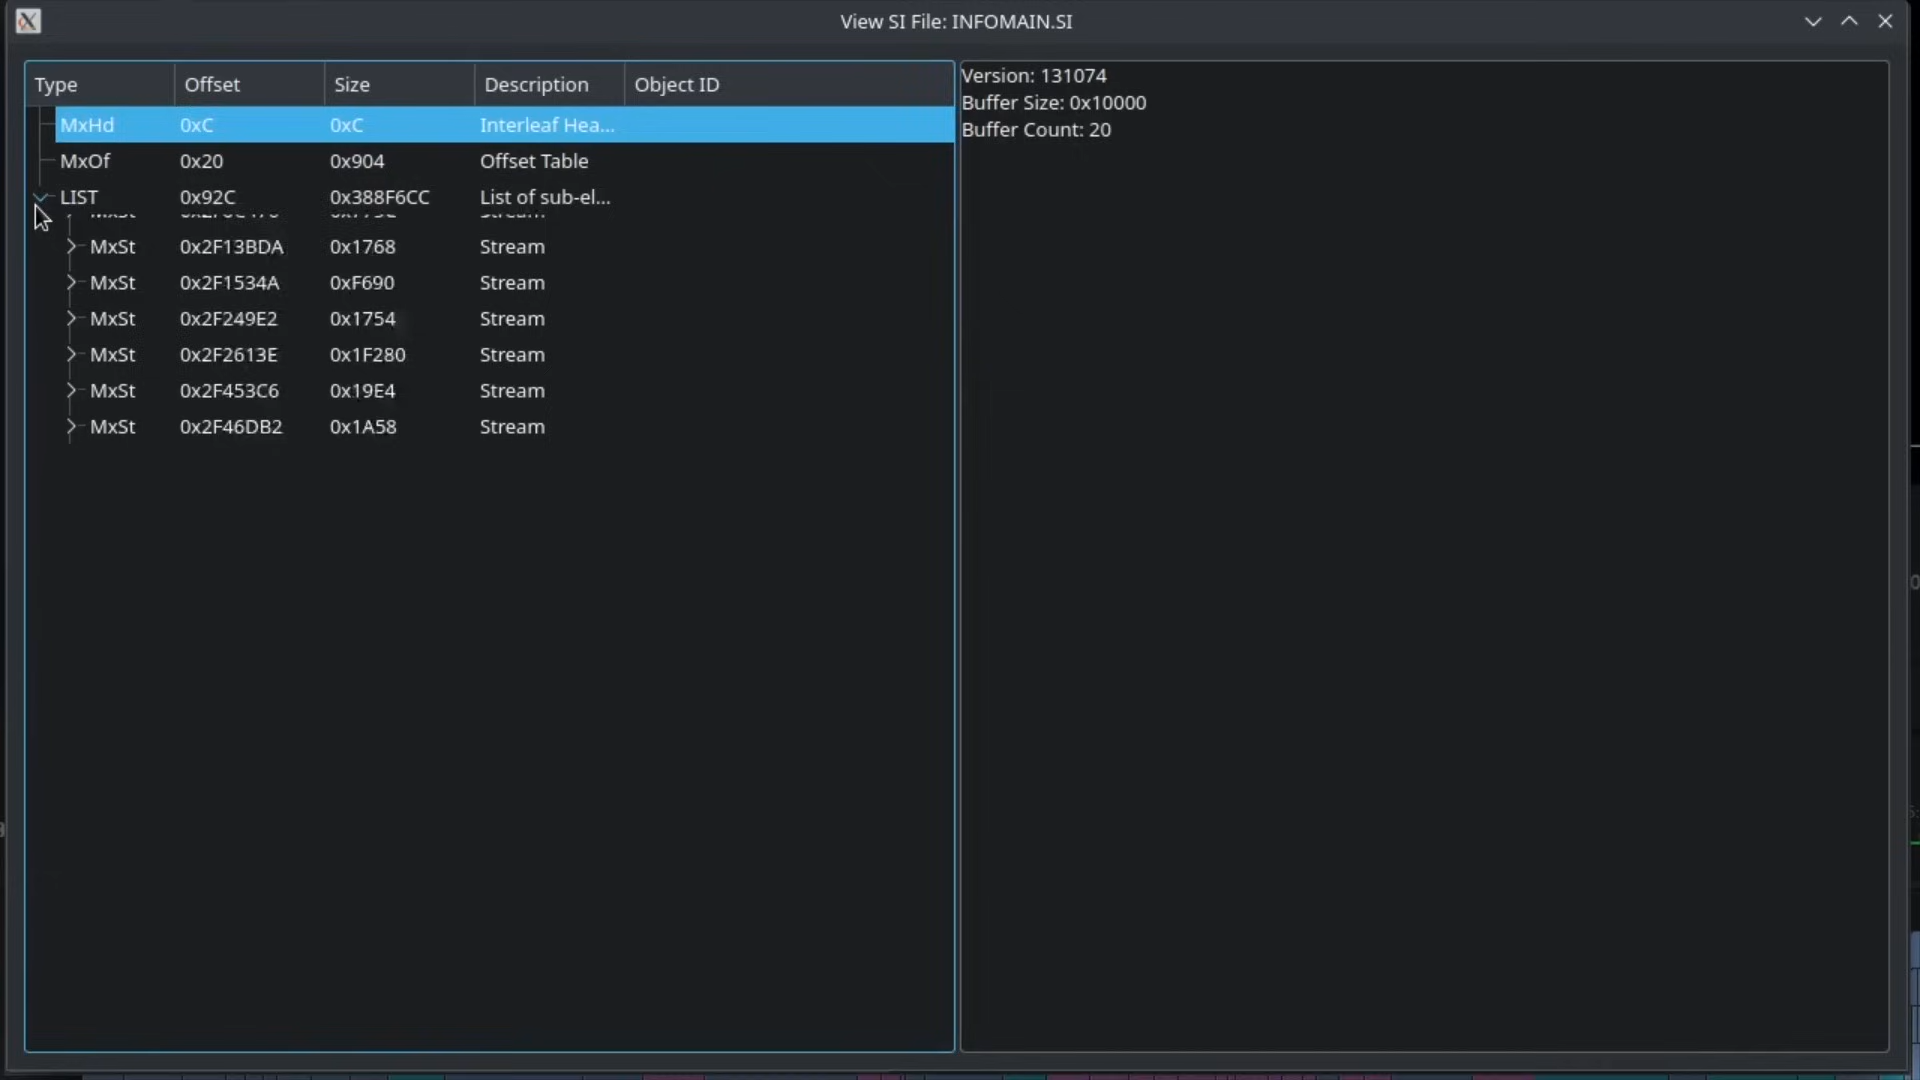 View SI File: INFOMAIN.SI
Type Offset Size Description Object ID
MxHd 0xC 0xC Interleaf Hea...
MxOf 0x20 0x904 Offset Table
LIST 0x92C 0x388F6CC List of sub-el...
MxSt 0x2F13BDA 0x1768 Stream
MxSt 0x2F1534A 0xF690 Stream
MxSt 0x2F249E2 0x1754 Stream
MxSt 0x2F2613E 0x1F280 Stream
MxSt 0x2F453C6 0x19E4 Stream
MxSt 0x2F46DB2 0x1A58 Stream
Version: 131074
Buffer Size: 0x10000
Buffer Count: 20